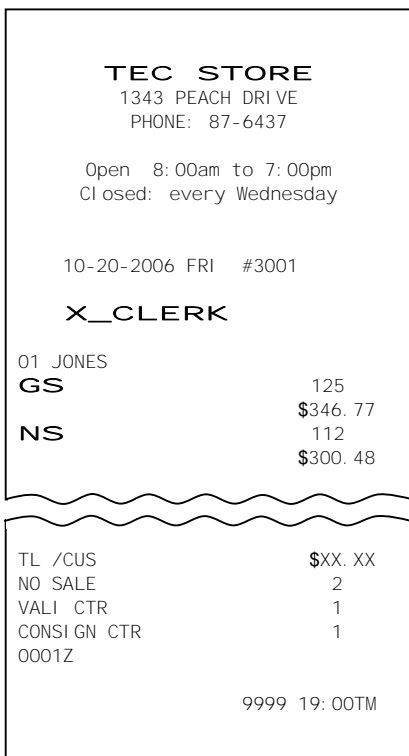 TEC STORE
1343 PEACH DRIVE
PHONE: 87-6437
Open 8:00am to 7:00pm
Closed: every Wednesday
10-20-2006 FRI #3001
X_CLERK
01 JONES
GS 125
$346.77
NS 112
$300.48
TL /CUS $XX.XX
NO SALE 2
VALI CTR 1
CONSIGN CTR 1
0001Z
9999 19:00TM